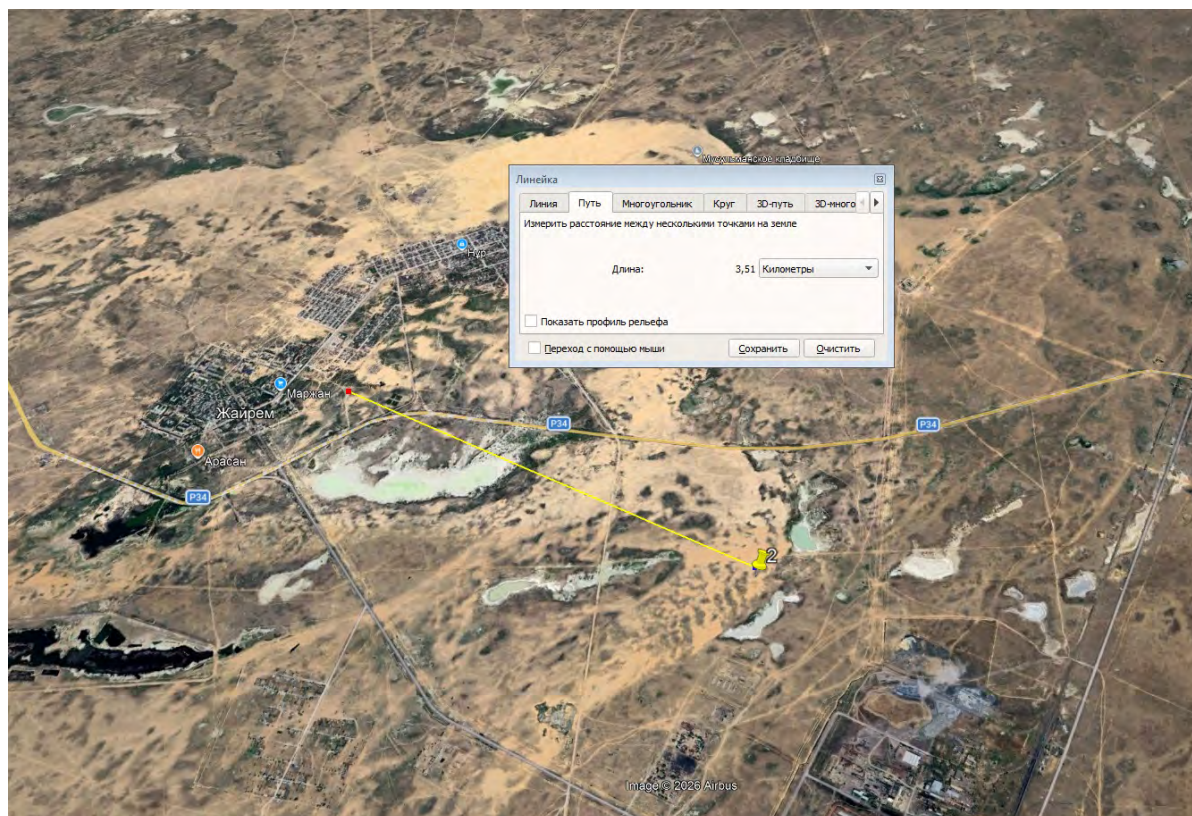 Мусульманское кладбище
Линейка
Линия Путь Многоугольник Круг 3D-путь 3D-много
Измерить расстояние между несколькими точками на земле
Длина: 3,51 Километры
Показать профиль рельефа
Переход с помощью мыши Сохранить Очистить
Нур
Маржан
Жайрем
P34
P34
Арасан
P34
2
Image © 2026 Airbus